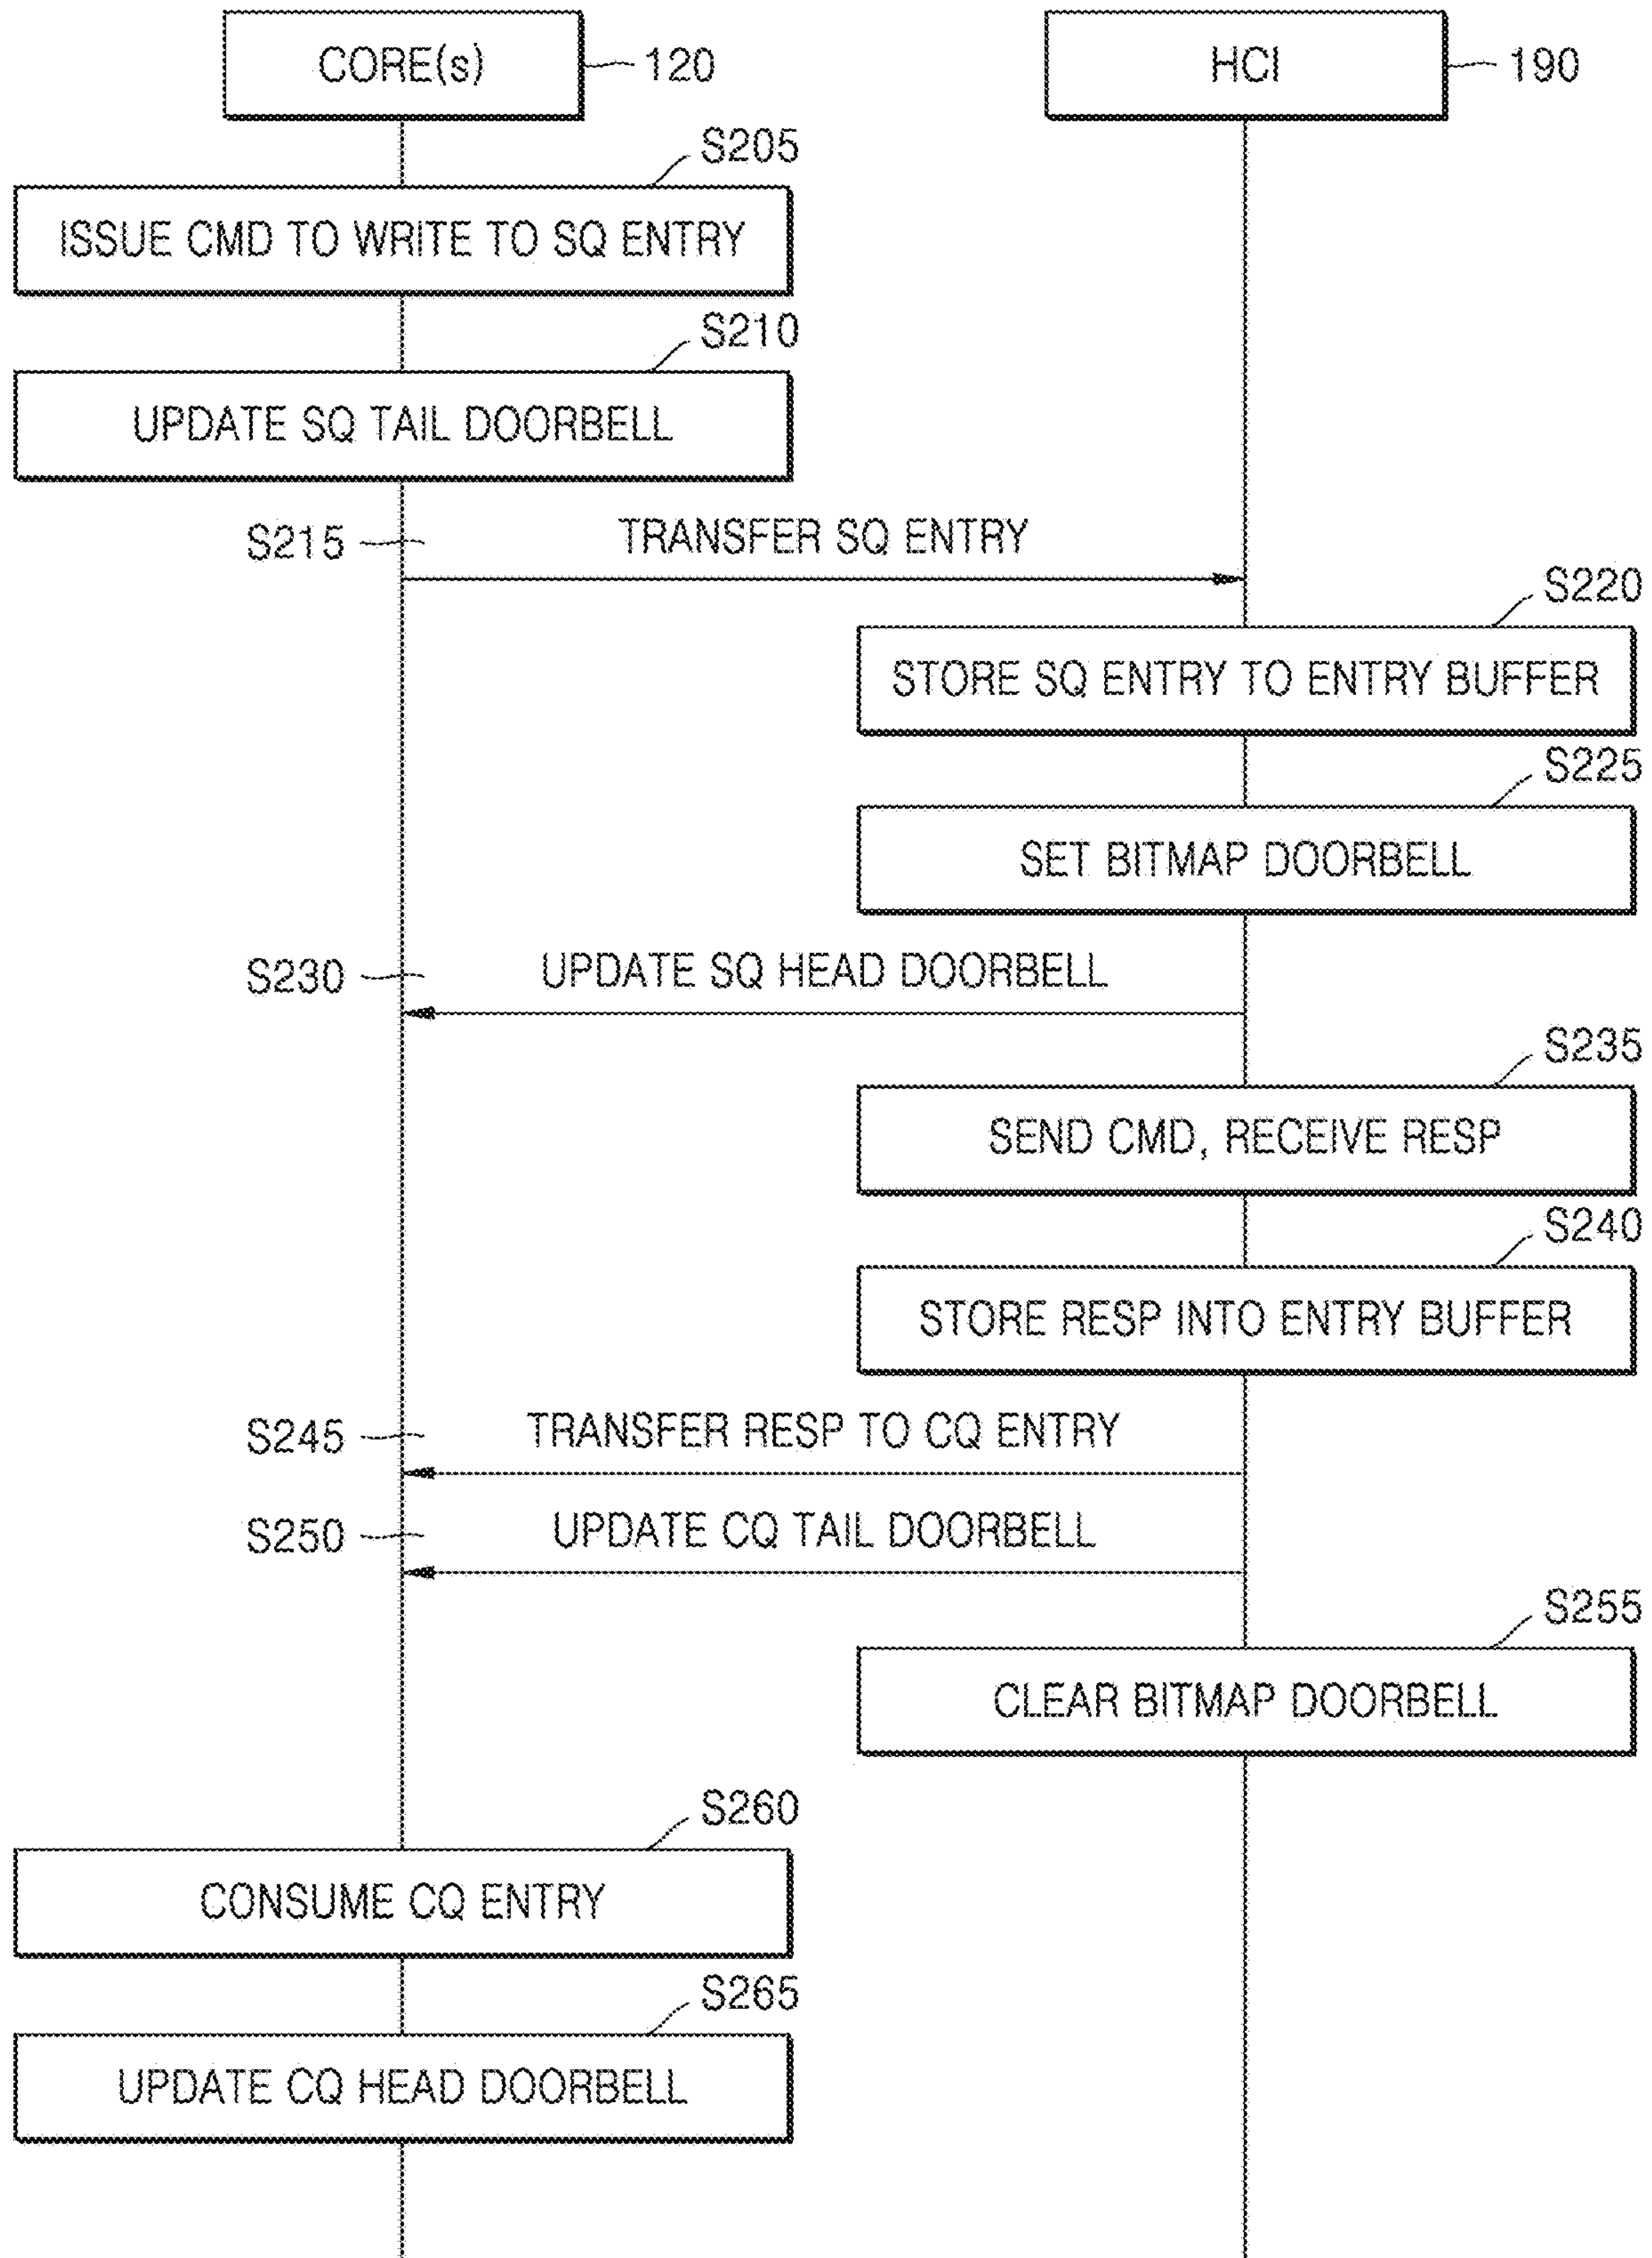 CORE(s) 120 HCI 190
S205
ISSUE CMD TO WRITE TO SQ ENTRY
S210
UPDATE SQ TAIL DOORBELL
S215 TRANSFER SQ ENTRY
S220
STORE SQ ENTRY TO ENTRY BUFFER
S225
SET BITMAP DOORBELL
S230 UPDATE SQ HEAD DOORBELL
S235
SEND CMD, RECEIVE RESP
S240
STORE RESP INTO ENTRY BUFFER
S245 TRANSFER RESP TO CQ ENTRY
S250 UPDATE CQ TAIL DOORBELL
S255
CLEAR BITMAP DOORBELL
S260
CONSUME CQ ENTRY
S265
UPDATE CQ HEAD DOORBELL